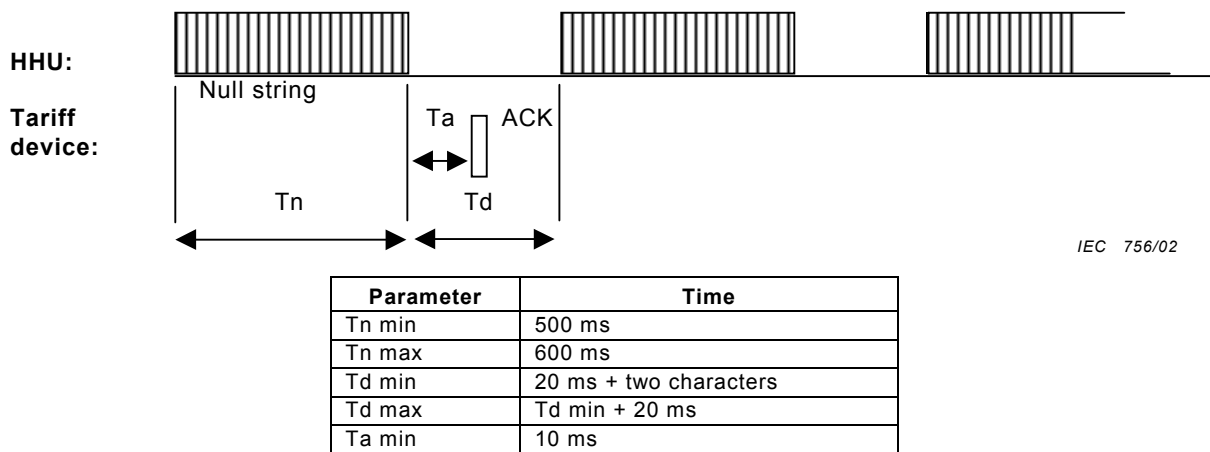 HHU:
Null string
Tariff
device:
Ta ACK
Tn Td
IEC 756/02
Parameter Time
Tn min 500 ms
Tn max 600 ms
Td min 20 ms + two characters
Td max Td min + 20 ms
Ta min 10 ms